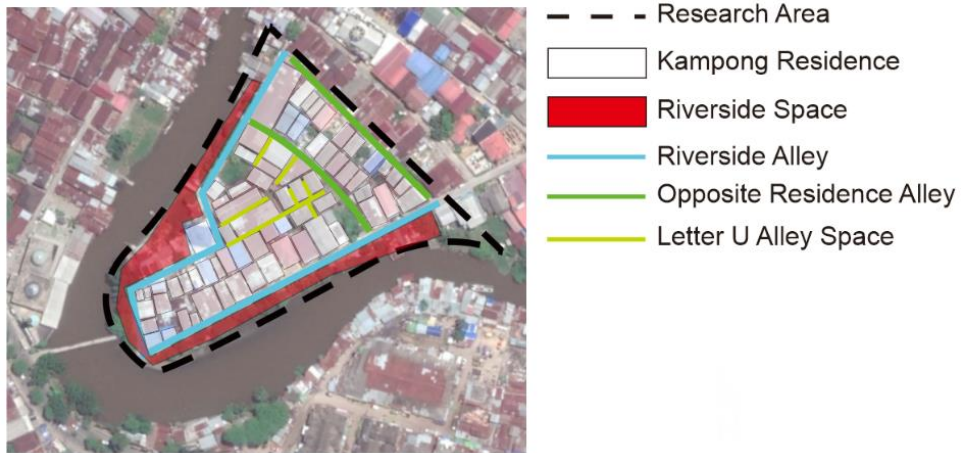 Research Area
Kampong Residence
Riverside Space
Riverside Alley
Opposite Residence Alley
Letter U Alley Space